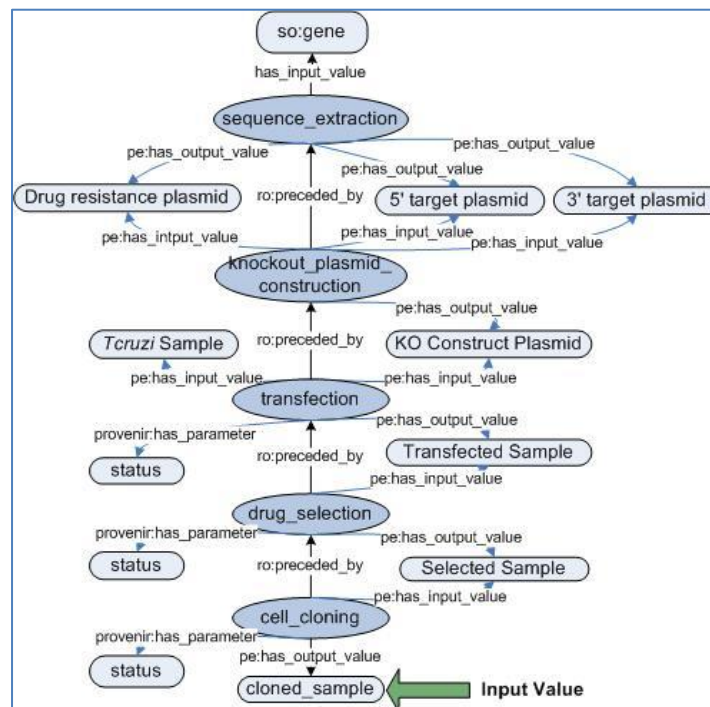 so:gene
has_input_value
sequence_extraction
pe:has_output_value
pe:has_output_value
pe:has_output_value
Drug resistance plasmid
ro:preceded_by
5' target plasmid
3' target plasmid
pe:has_intput_value
pe:has_input_value
pe:has_input_value
knockout_plasmid_
construction
pe:has_output_value
Tcruzi Sample
ro:preceded_by
KO Construct Plasmid
pe:has_input_value
pe:has_input_value
transfection
pe:has_output_value
provenir:has_parameter
Transfected Sample
status
ro:preceded_by
pe:has_input_value
drug_selection
provenir:has_parameter
pe:has_output_value
status
ro:preceded_by
Selected Sample
pe:has_input_value
cell_cloning
provenir:has_parameter
pe:has_output_value
status
cloned_sample
Input Value